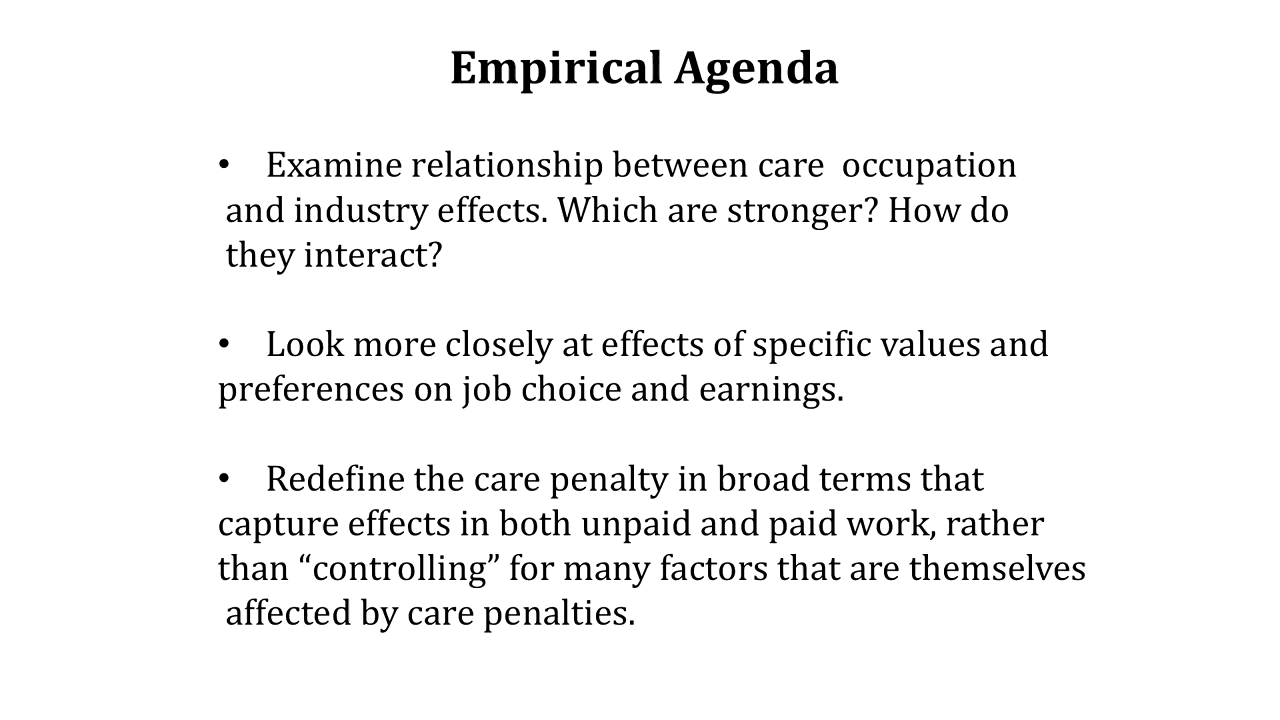 Empirical Agenda
• Examine relationship between care  occupation
and industry effects. Which are stronger? How do
they interact?
• Look more closely at effects of specific values and
preferences on job choice and earnings.
• Redefine the care penalty in broad terms that
capture effects in both unpaid and paid work, rather
than “controlling” for many factors that are themselves
affected by care penalties.